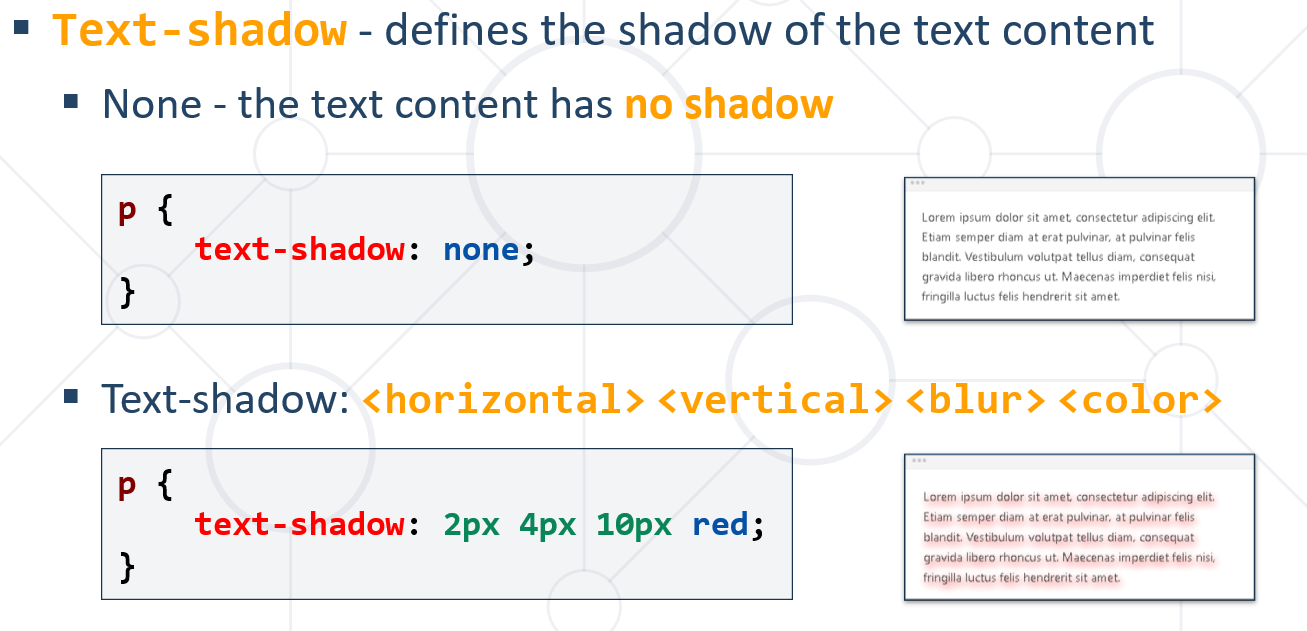 Text-shadow - defines the shadow of the text content
None - the text content has no shadow
p {
text-shadow: none;
}
Lorem ipsum dolor sit amet, consectetur adipiscing elit.
Etiam semper diam at erat pulvinar, at pulvinar felis
blandit. Vestibulum volutpat tellus diam, consequat
gravida libero rhoncus ut. Maecenas imperdiet felis nisi,
fringilla luctus felis hendrerit sit amet.
Text-shadow: <horizontal> <vertical> <blur> <color>
p {
text-shadow: 2px 4px 10px red;
}
Lorem ipsum dolor sit amet, consectetur adipiscing elit.
Etiam semper diam at erat pulvinar, at pulvinar felis
blandit. Vestibulum volutpat tellus diam, consequat
gravida libero rhoncus ut. Maecenas imperdiet felis nisi,
fringilla luctus felis hendrerit sit amet.